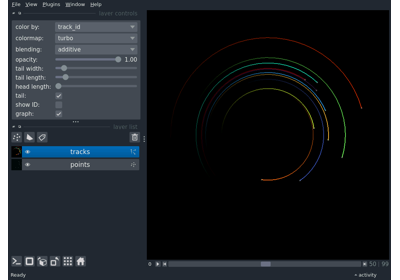 File View Plugins Window Help
layer controls
color by: track_id
colormap: turbo
blending: additive
opacity: 1.00
tail width:
tail length:
head length:
tail:
show ID:
graph:
layer list
tracks
points
50 99
Ready
activity